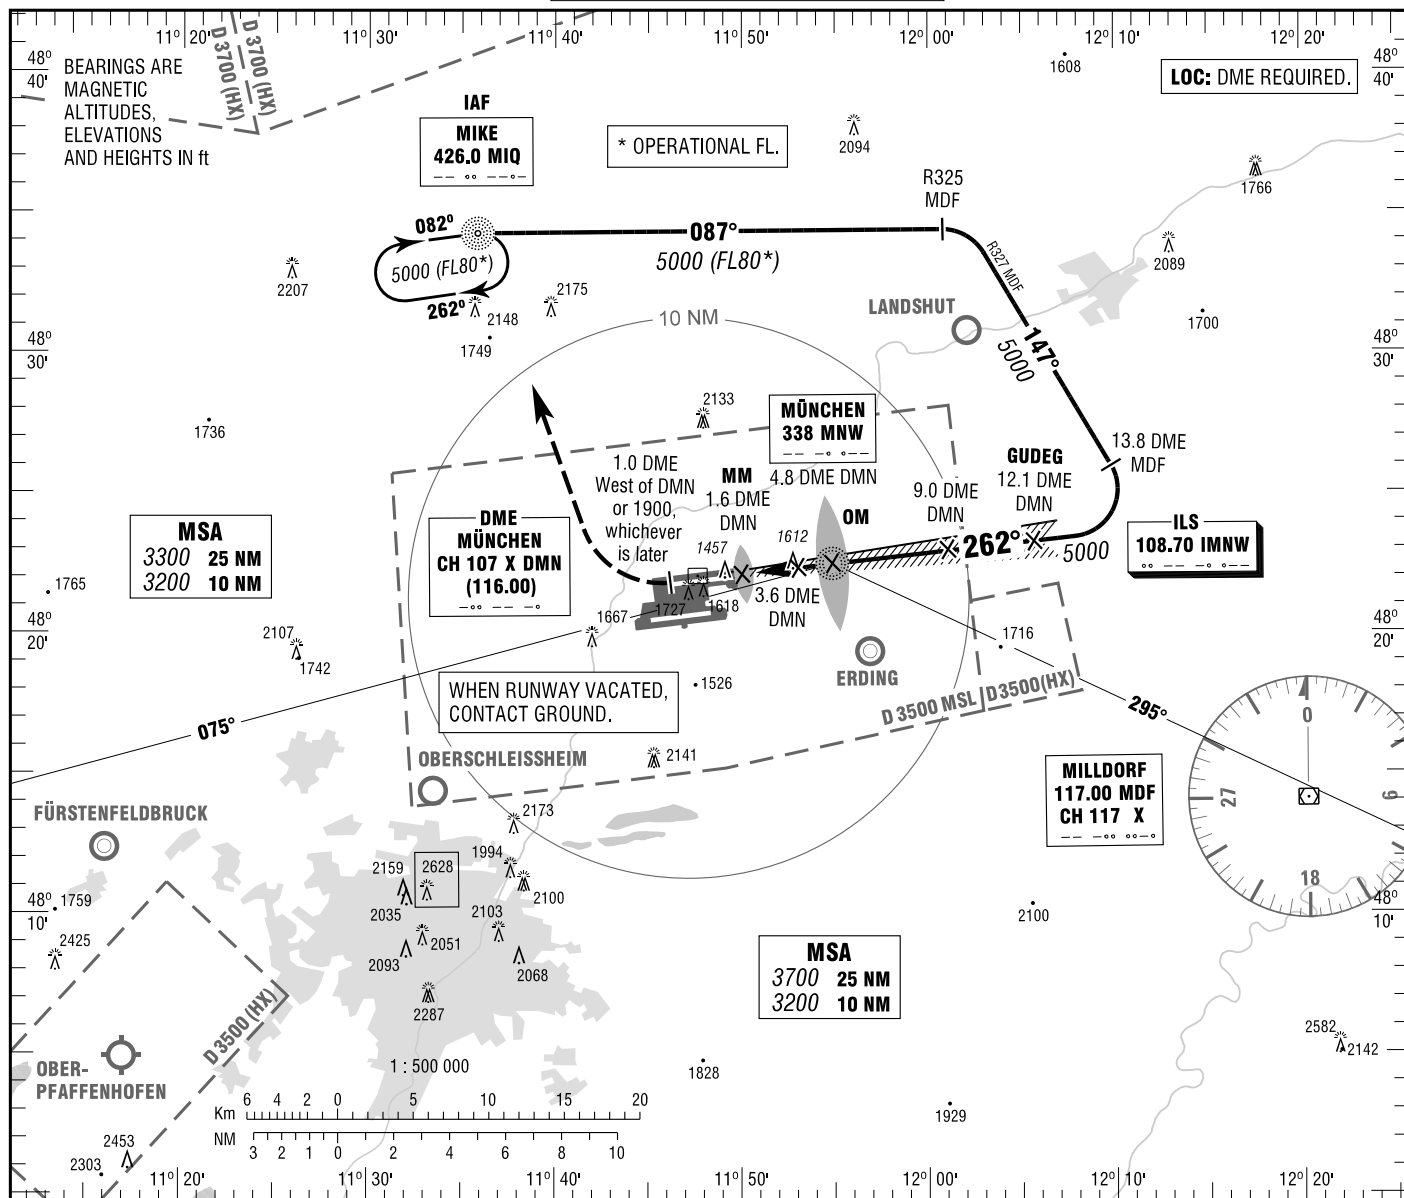 11° 20'
11° 30'
11° 40'
11° 50'
12° 00'
12° 10'
12° 20'
48°
40'
BEARINGS ARE
MAGNETIC
ALTITUDES,
ELEVATIONS
AND HEIGHTS IN ft
D 3700 (HX)
D 3700 (HX)
1608
LOC: DME REQUIRED.
48°
40'
IAF
MIKE
426.0 MIQ
* OPERATIONAL FL.
2094
1766
R325
MDF
082°
5000 (FL80*)
262°
087°
5000 (FL80*)
R327 MDF
2089
2207
2148
2175
1749
10 NM
LANDSHUT
1700
147°
5000
48°
30'
48°
30'
1736
2133
MÜNCHEN
338 MNW
4.8 DME DMN
13.8 DME
MDF
GUDEG
12.1 DME
DMN
9.0 DME
DMN
1.0 DME
West of DMN
or 1900,
whichever
is later
MM
1.6 DME
DMN
OM
MSA
3300 25 NM
3200 10 NM
DME
MÜNCHEN
CH 107 X DMN
(116.00)
1457
1612
262°
5000
ILS
108.70 IMNW
1765
1667
1727
1618
3.6 DME
DMN
48°
20'
48°
20'
2107
1742
1716
ERDING
WHEN RUNWAY VACATED,
CONTACT GROUND.
1526
D 3500 MSL
D3500(HX)
075°
295°
OBERSCHLEISSHEIM
2141
MILLDORF
117.00 MDF
CH 117 X
0
9
18
27
FÜRSTENFELDBRUCK
2173
1994
2159
2628
2100
2035
2103
1759
2100
48°
10'
48°
10'
2425
2051
2093
2068
2287
MSA
3700 25 NM
3200 10 NM
D 3500 (HX)
2582
2142
OBER-
PFAFFENHOFEN
1 : 500 000
1828
1929
Km
6 4 2 0 5 10 15 20
NM
3 2 1 0 2 4 6 8 10
2453
2303
11° 20'
11° 30'
11° 40'
11° 50'
12° 00'
12° 10'
12° 20'